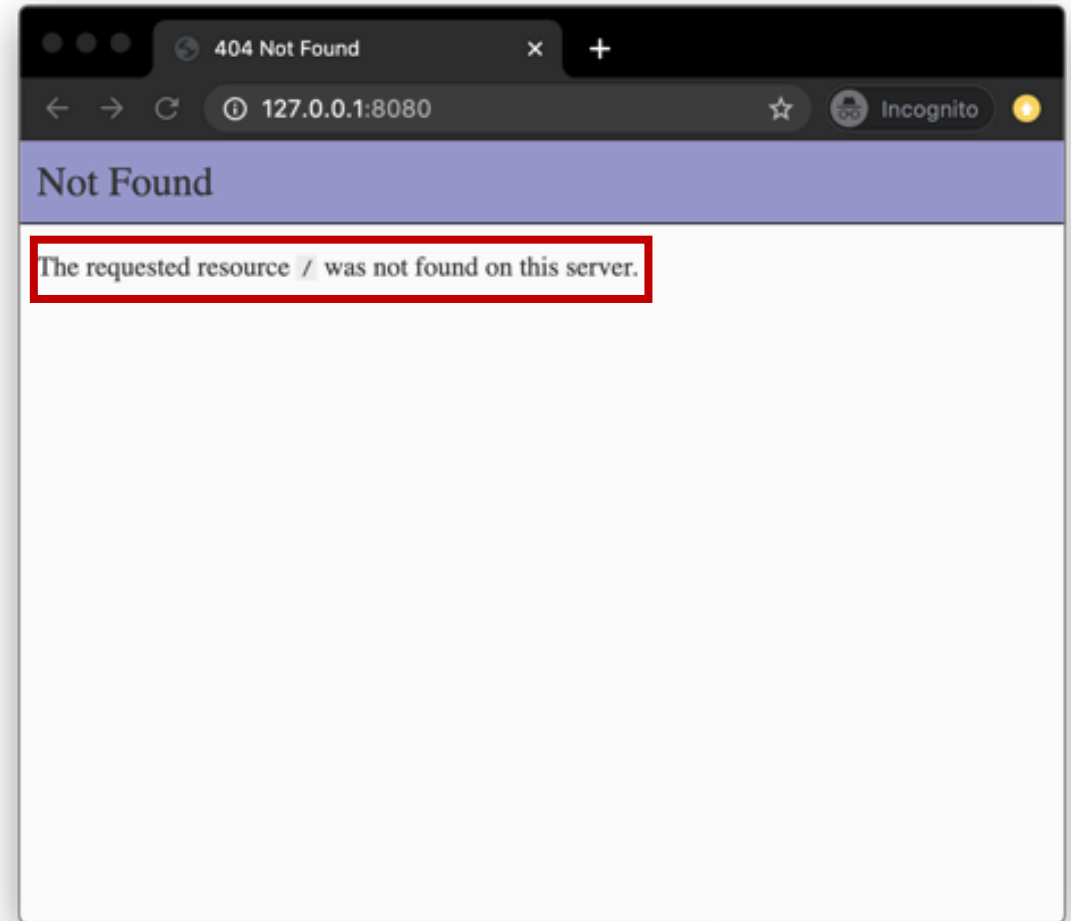 404 Not Found
127.0.0.1:8080
Incognito
Not Found
The requested resource / was not found on this server.